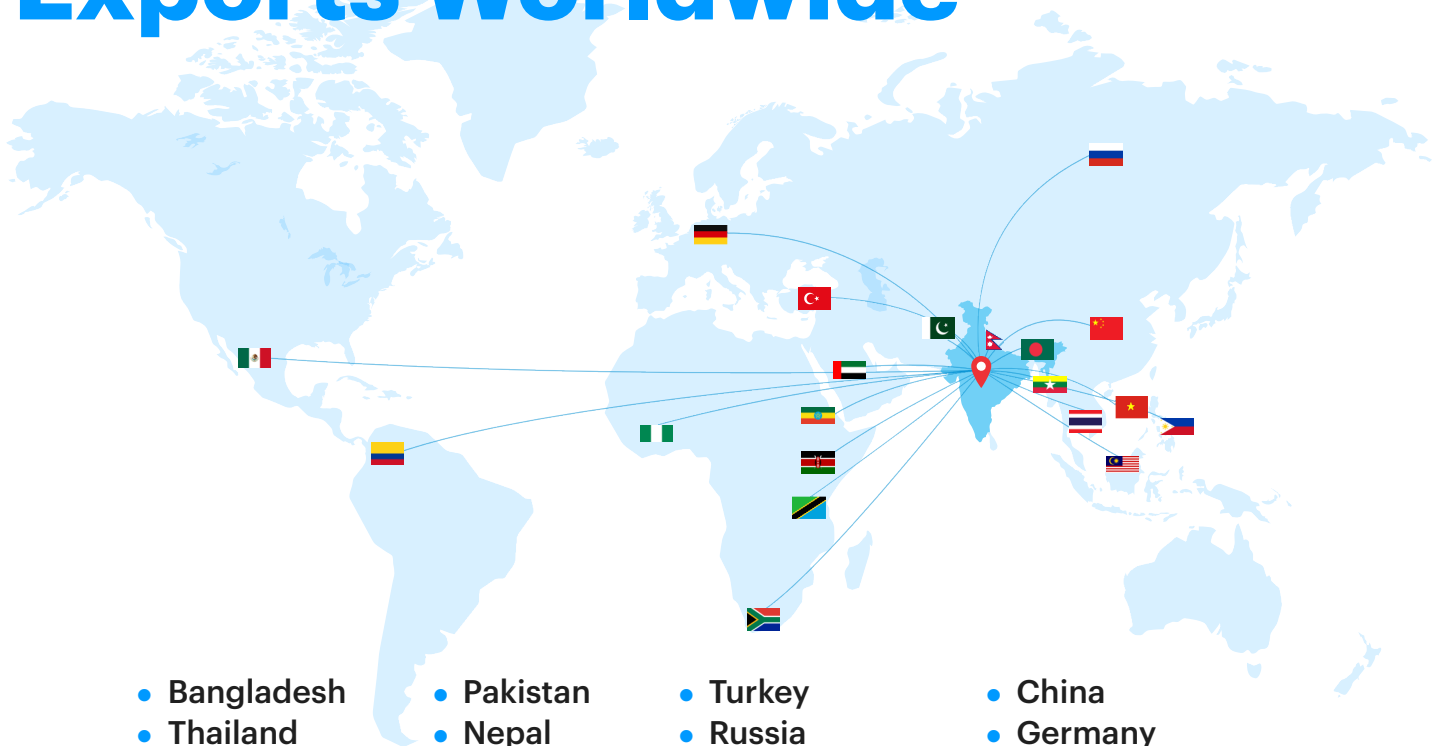 Exports Worldwide
Bangladesh
Pakistan
Turkey
China
Thailand
Nepal
Russia
Germany